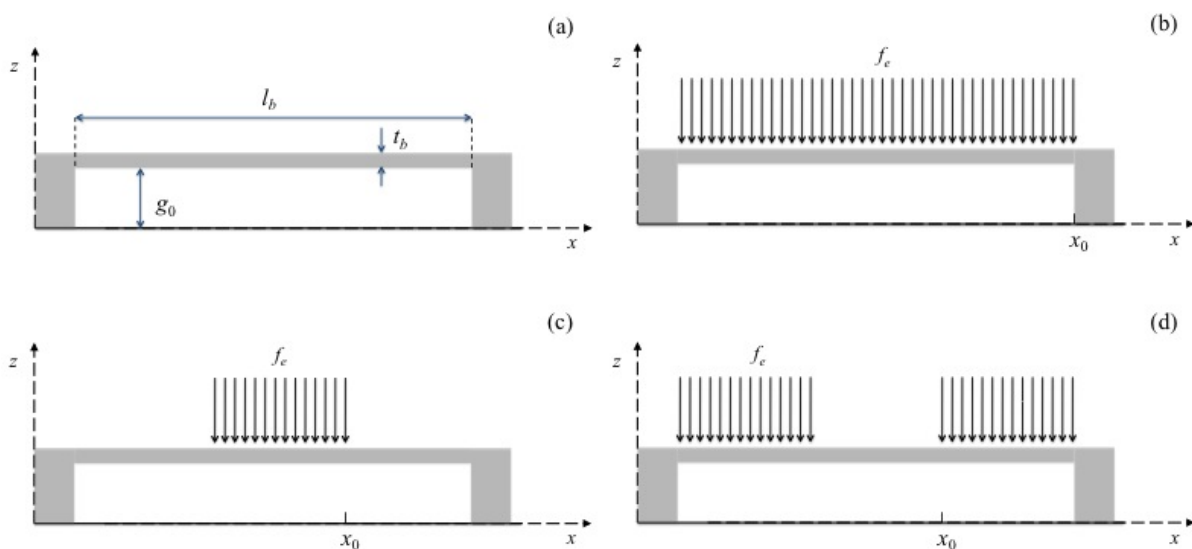 (a)
z
l_b
t_b
g_0
x
(b)
z
f_e
x_0
x
(c)
z
f_e
x_0
x
(d)
z
f_e
x_0
x